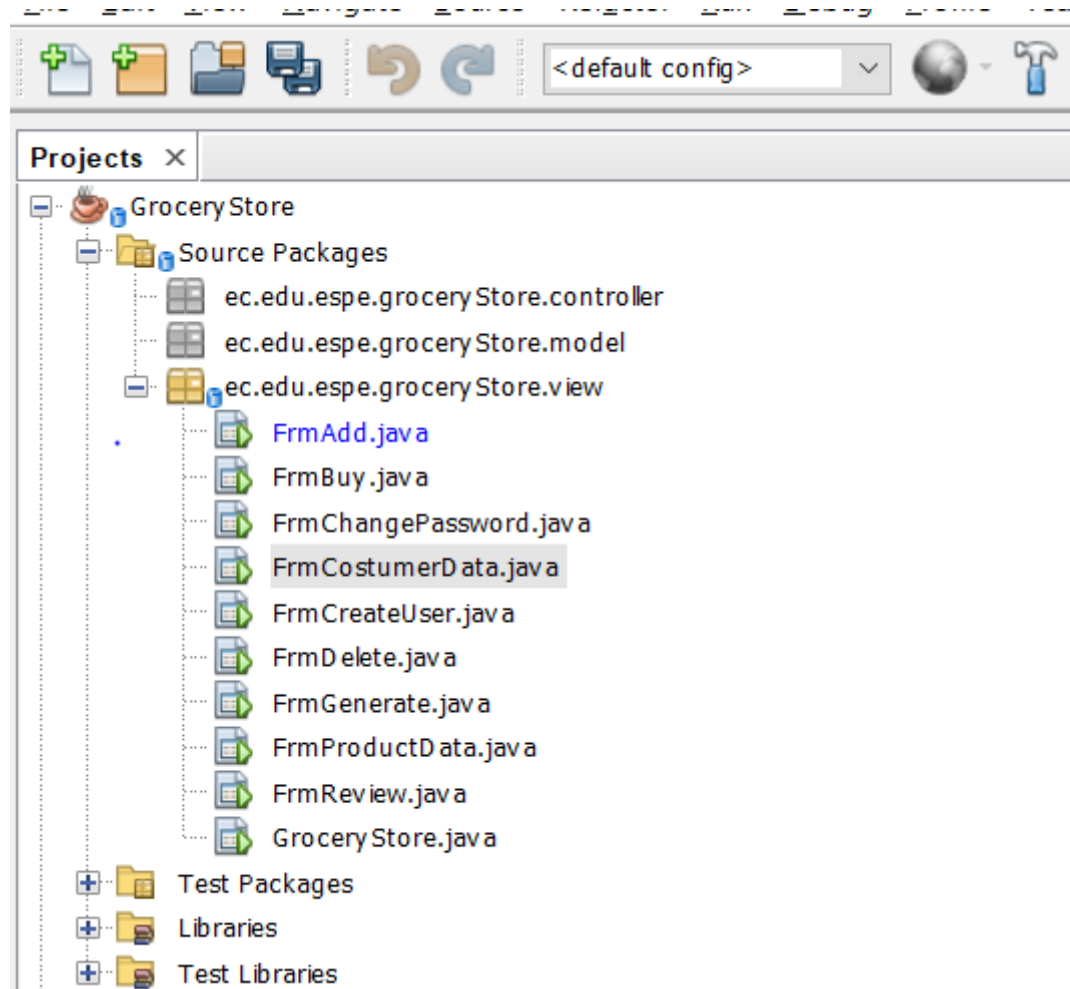 <default config>
Projects
GroceryStore
Source Packages
ec.edu.espe.groceryStore.controller
ec.edu.espe.groceryStore.model
ec.edu.espe.groceryStore.view
FrmAdd.java
FrmBuy.java
FrmChangePassword.java
FrmCostumerData.java
FrmCreateUser.java
FrmDelete.java
FrmGenerate.java
FrmProductData.java
FrmReview.java
GroceryStore.java
Test Packages
Libraries
Test Libraries